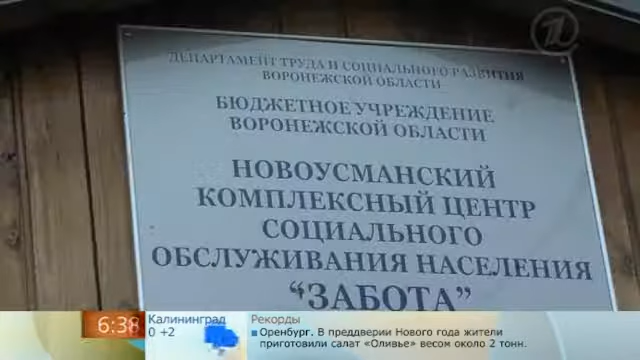 ДЕПАРТАМЕНТ ТРУДА И СОЦИАЛЬНОГО РАЗВИТИЯ
ВОРОНЕЖСКОЙ ОБЛАСТИ
БЮДЖЕТНОЕ УЧРЕЖДЕНИЕ
ВОРОНЕЖСКОЙ ОБЛАСТИ
НОВОУСМАНСКИЙ
КОМПЛЕКСНЫЙ ЦЕНТР
СОЦИАЛЬНОГО
ОБСЛУЖИВАНИЯ НАСЕЛЕНИЯ
“ЗАБОТА”
6:38
Калининград
0 +2
Рекорды
Оренбург. В преддверии Нового года жители
приготовили салат «Оливье» весом около 2 тонн.